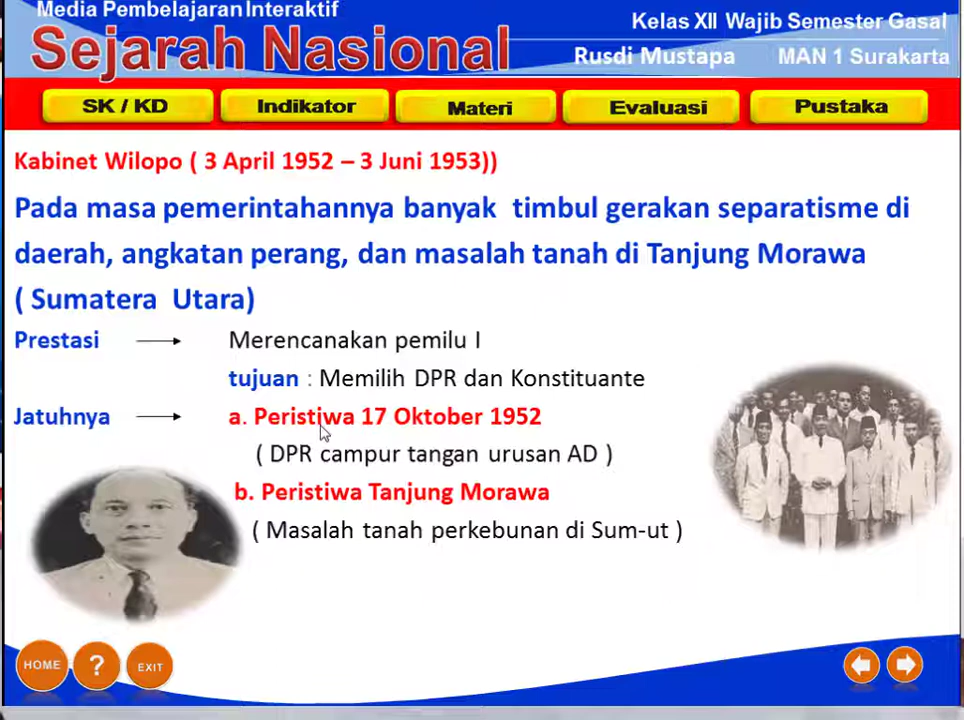 Media Pembelajaran Interaktif
Sejarah Nasional
Kelas XII Wajib Semester Gasal
Rusdi Mustapa MAN 1 Surakarta
SK / KD Indikator Materi Evaluasi Pustaka
Kabinet Wilopo ( 3 April 1952 – 3 Juni 1953))
Pada masa pemerintahannya banyak timbul gerakan separatisme di
daerah, angkatan perang, dan masalah tanah di Tanjung Morawa
( Sumatera Utara)
Prestasi Merencanakan pemilu I
tujuan : Memilih DPR dan Konstituante
Jatuhnya a. Peristiwa 17 Oktober 1952
( DPR campur tangan urusan AD )
b. Peristiwa Tanjung Morawa
( Masalah tanah perkebunan di Sum-ut )
HOME ? EXIT